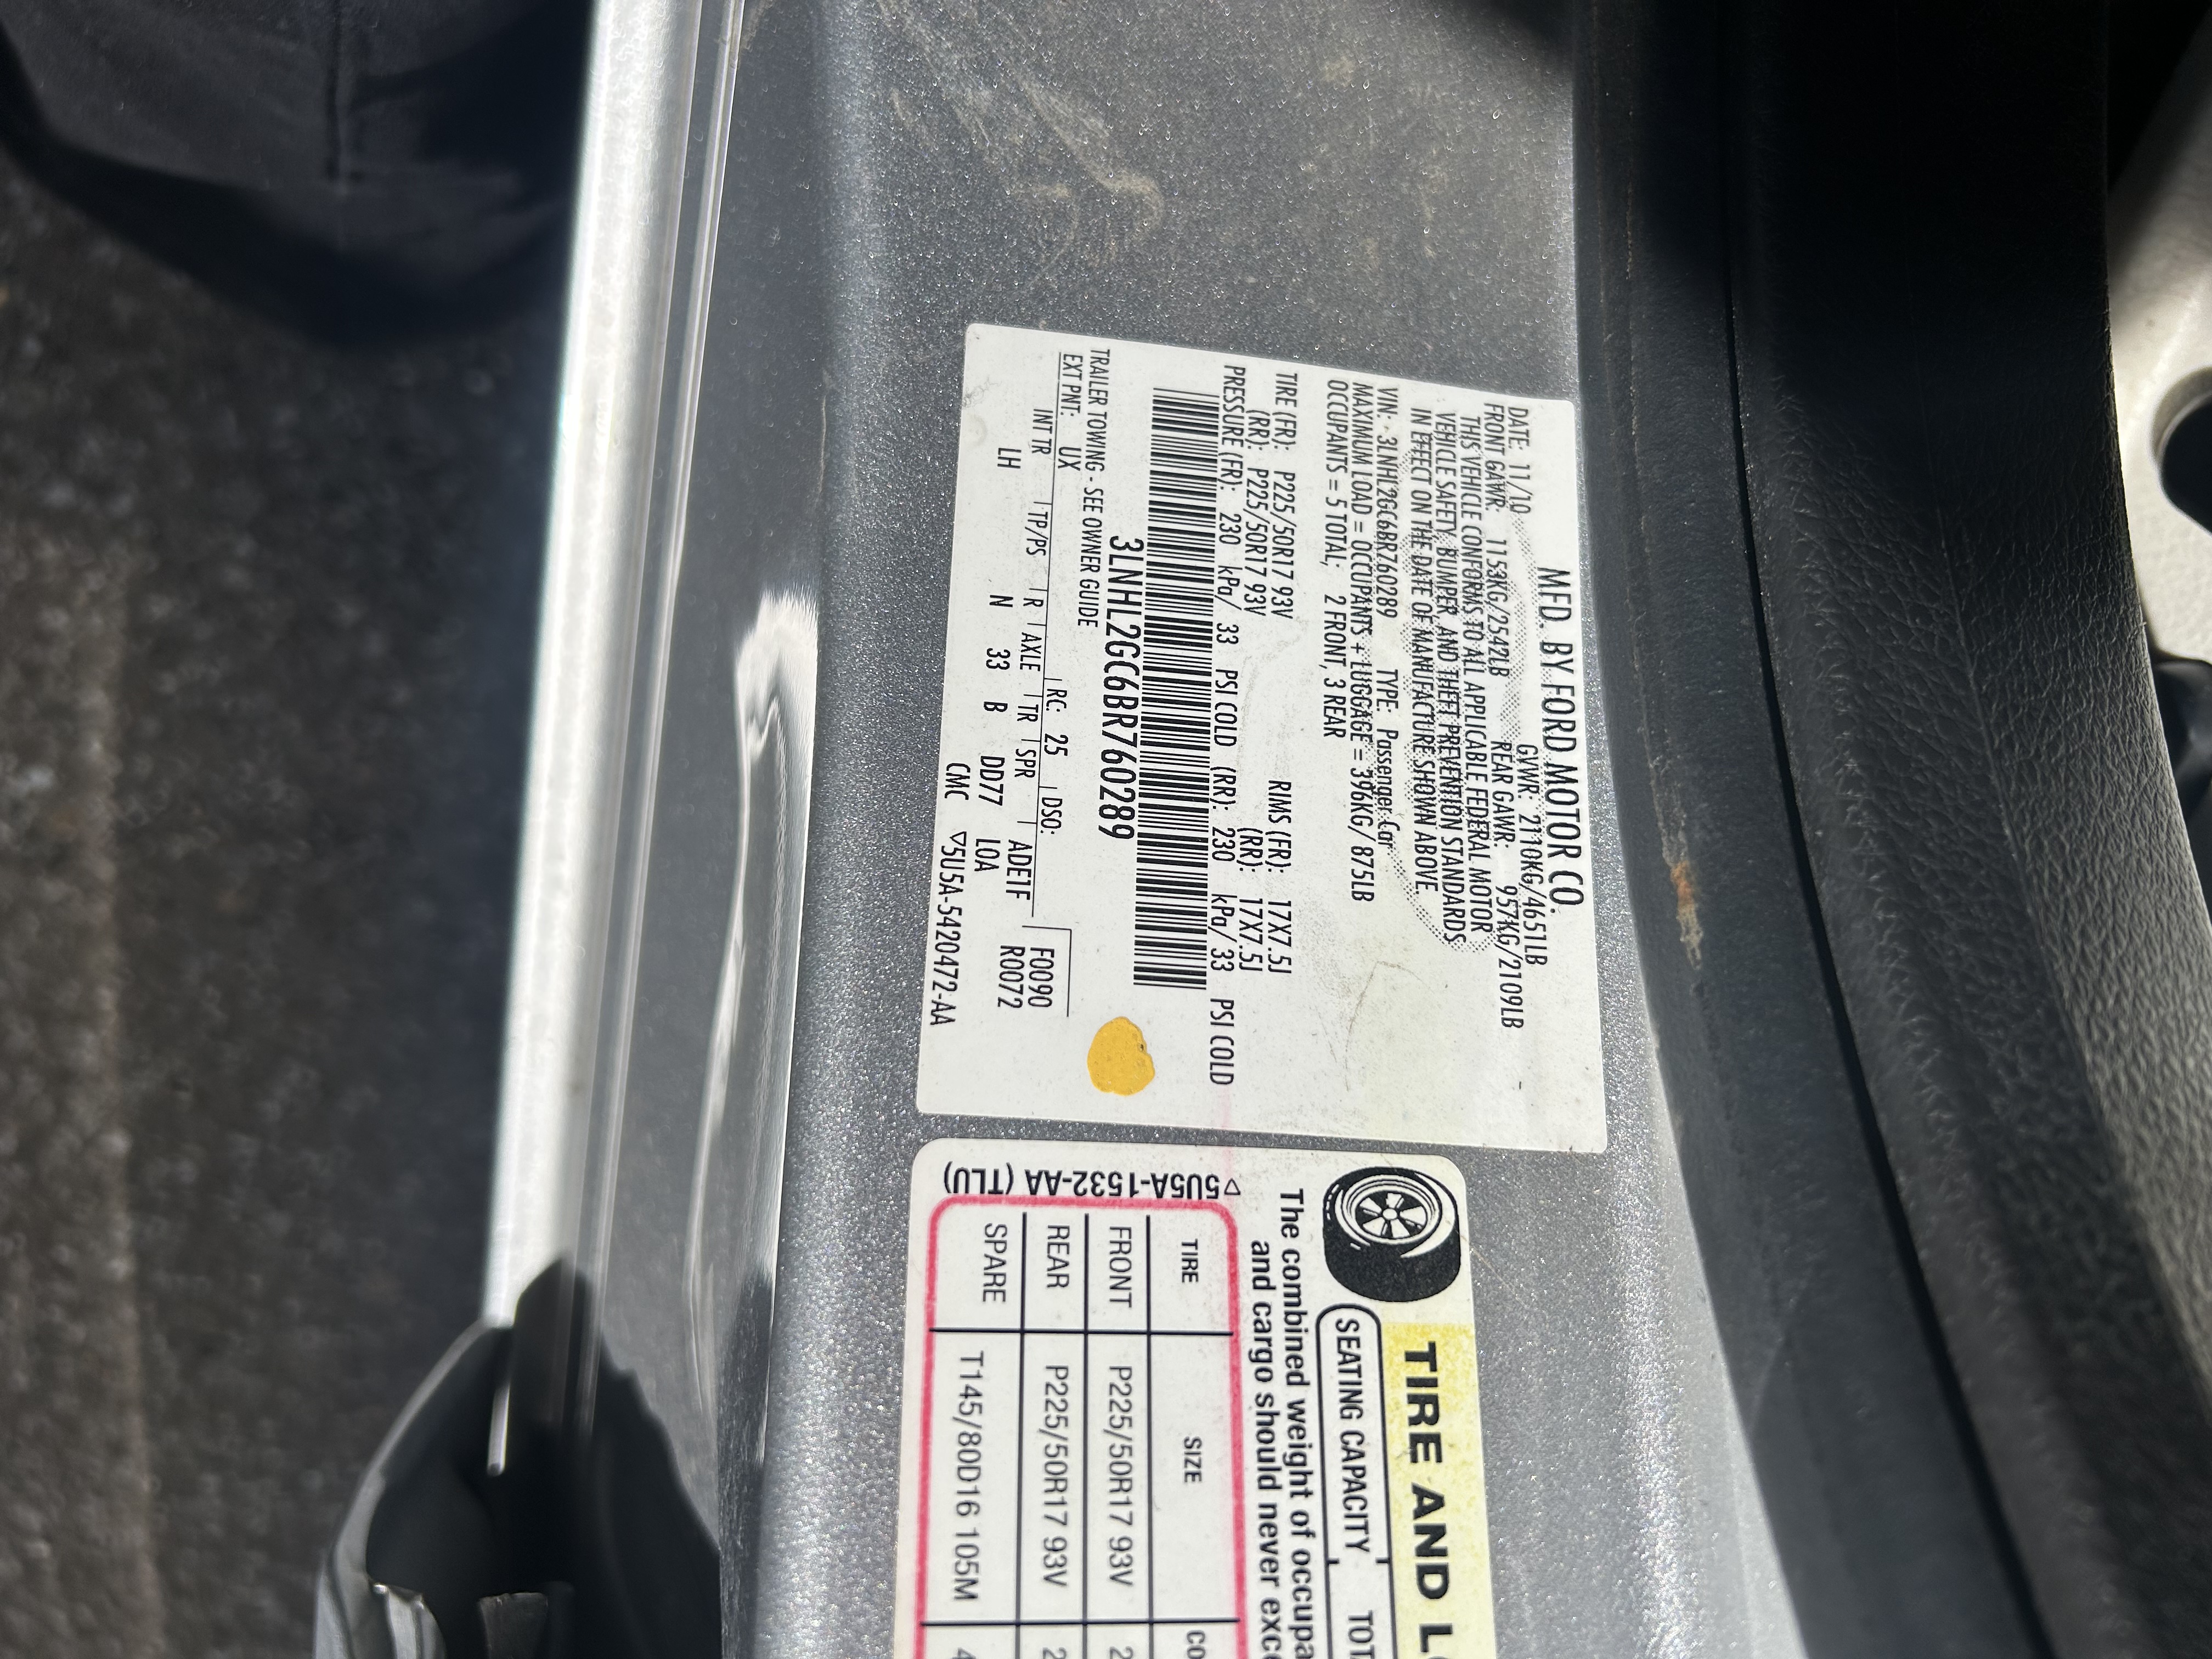 MFD. BY FORD MOTOR CO.
DATE: 11/10 GVWR: 2110KG/4651LB
FRONT GAWR: 1153KG/2542LB REAR GAWR: 957KG/2109LB
THIS VEHICLE CONFORMS TO ALL APPLICABLE FEDERAL MOTOR
VEHICLE SAFETY, BUMPER, AND THEFT PREVENTION STANDARDS
IN EFFECT ON THE DATE OF MANUFACTURE SHOWN ABOVE.
VIN: 3LNHL2GC6BR760289 TYPE: Passenger Car
MAXIMUM LOAD = OCCUPANTS + LUGGAGE = 396KG/ 875LB
OCCUPANTS = 5 TOTAL; 2 FRONT, 3 REAR
TIRE (FR): P225/50R17 93V RIMS (FR): 17X7.5J
(RR): P225/50R17 93V (RR): 17X7.5J
PRESSURE (FR): 230 kPa/ 33 PSI COLD (RR): 230 kPa/ 33 PSI COLD
3LNHL2GC6BR760289
TRAILER TOWING - SEE OWNER GUIDE
EXT PNT: UX RC: 25 DSO: F0090
INT TR TP/PS R AXLE TR SPR ADE1F R0072
LH N 33 B DD77 LOA
CMC ▽5U5A-5420472-AA
TIRE AND
SEATING CAPACITY
The combined weight of
and cargo should never
▽ 5U5A-1532-AA (TLU)
TIRE SIZE
FRONT P225/50R17 93V
REAR P225/50R17 93V
SPARE T145/80D16 105M